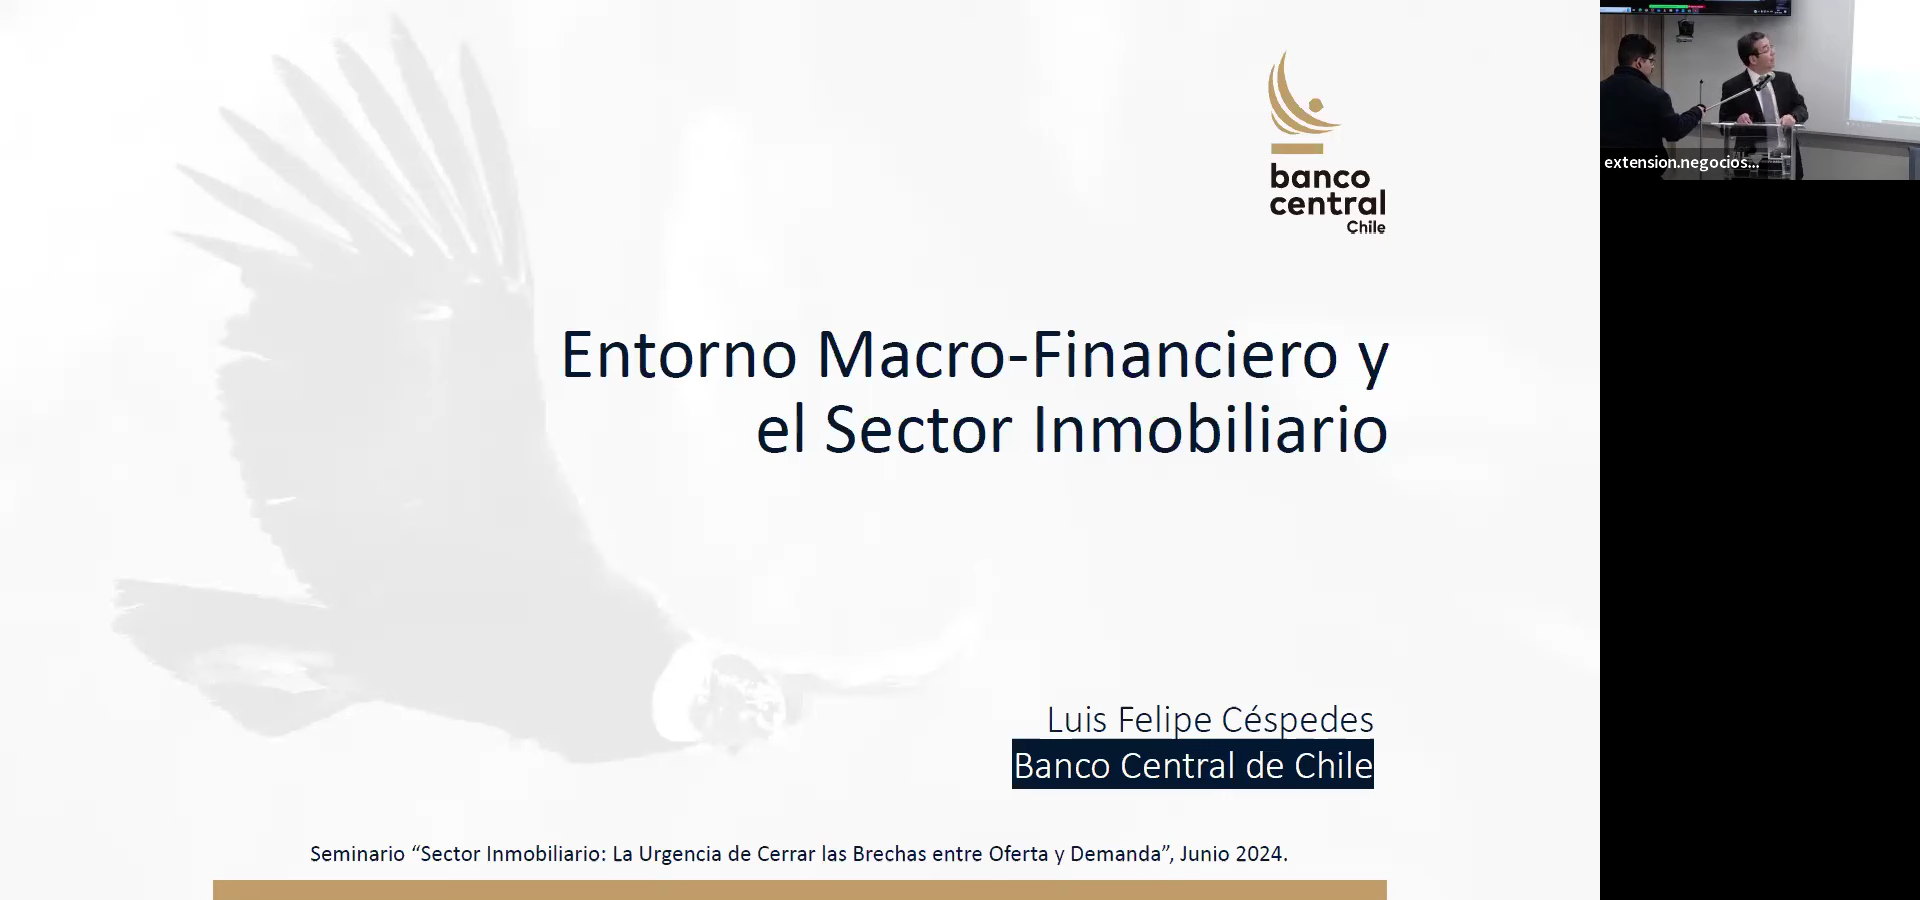 banco
central
Chile
Entorno Macro-Financiero y
el Sector Inmobiliario
Luis Felipe Céspedes
Banco Central de Chile
Seminario “Sector Inmobiliario: La Urgencia de Cerrar las Brechas entre Oferta y Demanda”, Junio 2024.
extension.negocios...